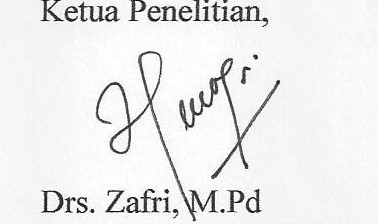 Ketua Penelitian,
Drs. Zafri, M.Pd